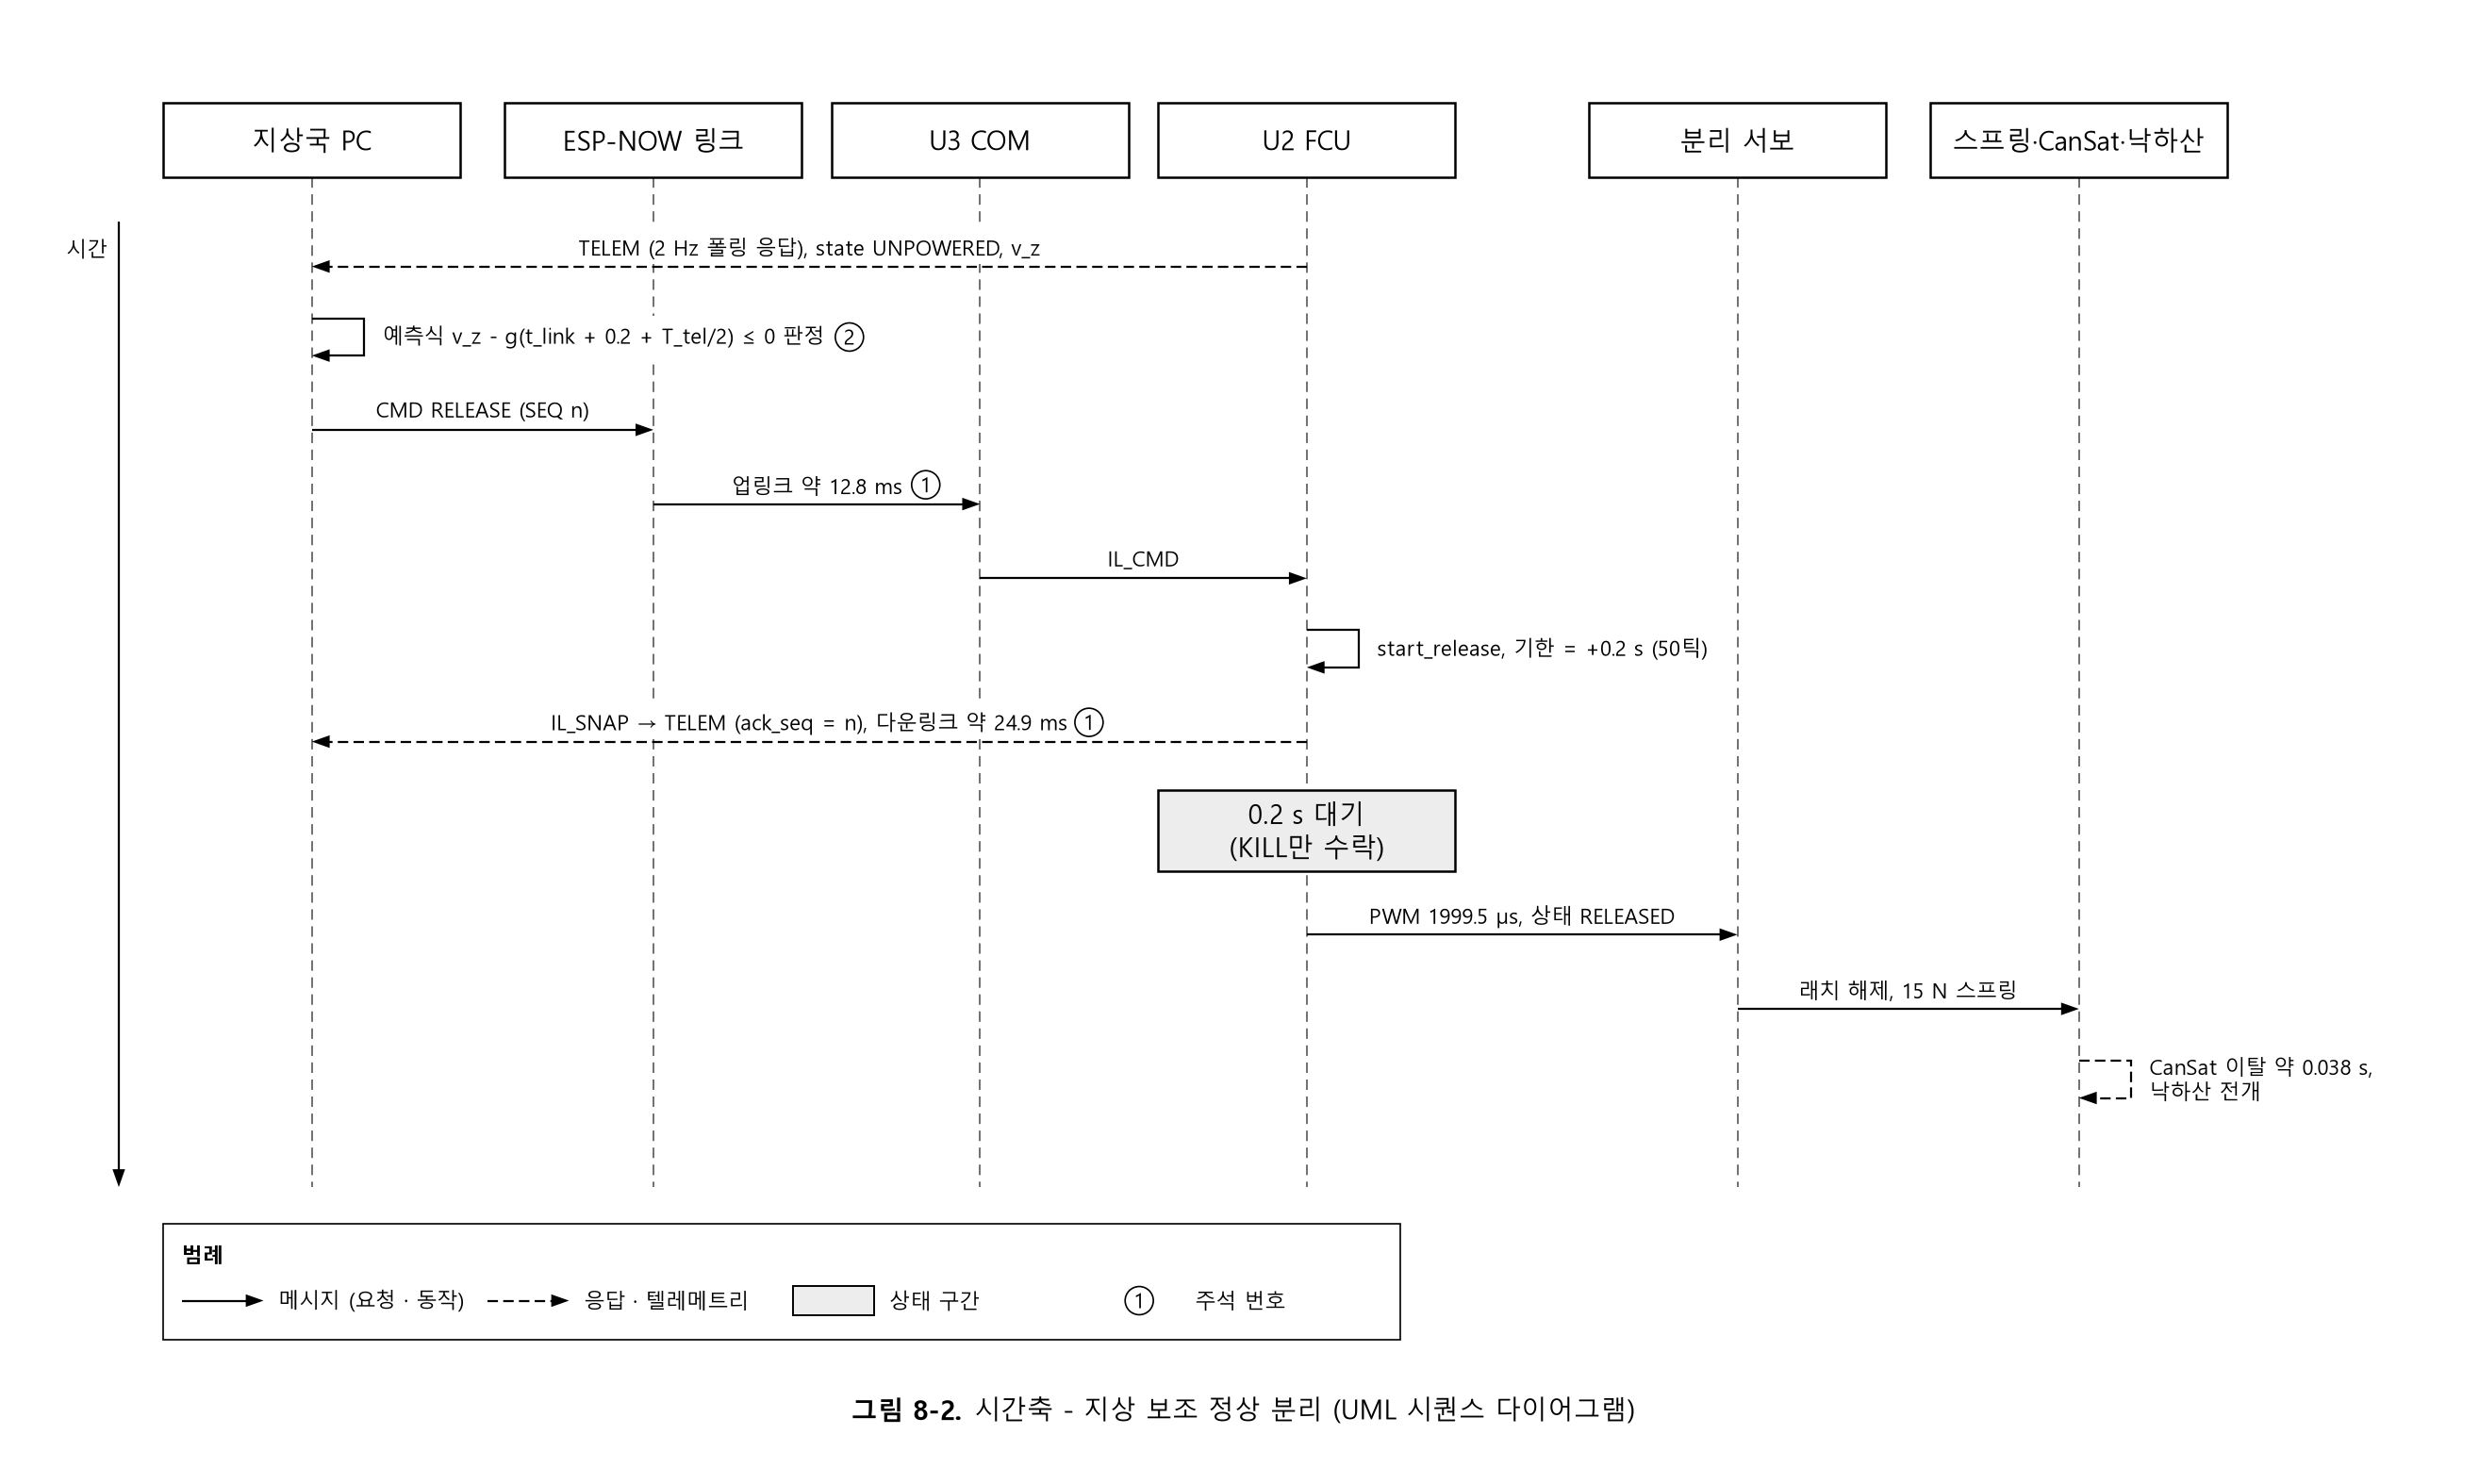 지상국 PC
ESP-NOW 링크
U3 COM
U2 FCU
분리 서보
스프링·CanSat·낙하산
시간
TELEM (2 Hz 폴링 응답), state UNPOWERED, v_z
예측식 v_z - g(t_link + 0.2 + T_tel/2) ≤ 0 판정 ②
CMD RELEASE (SEQ n)
업링크 약 12.8 ms ①
IL_CMD
start_release, 기한 = +0.2 s (50틱)
IL_SNAP → TELEM (ack_seq = n), 다운링크 약 24.9 ms ①
0.2 s 대기
(KILL만 수락)
PWM 1999.5 µs, 상태 RELEASED
래치 해제, 15 N 스프링
CanSat 이탈 약 0.038 s,
낙하산 전개
범례
메시지 (요청 · 동작)
응답 · 텔레메트리
상태 구간
① 주석 번호
그림 8-2. 시간축 - 지상 보조 정상 분리 (UML 시퀀스 다이어그램)